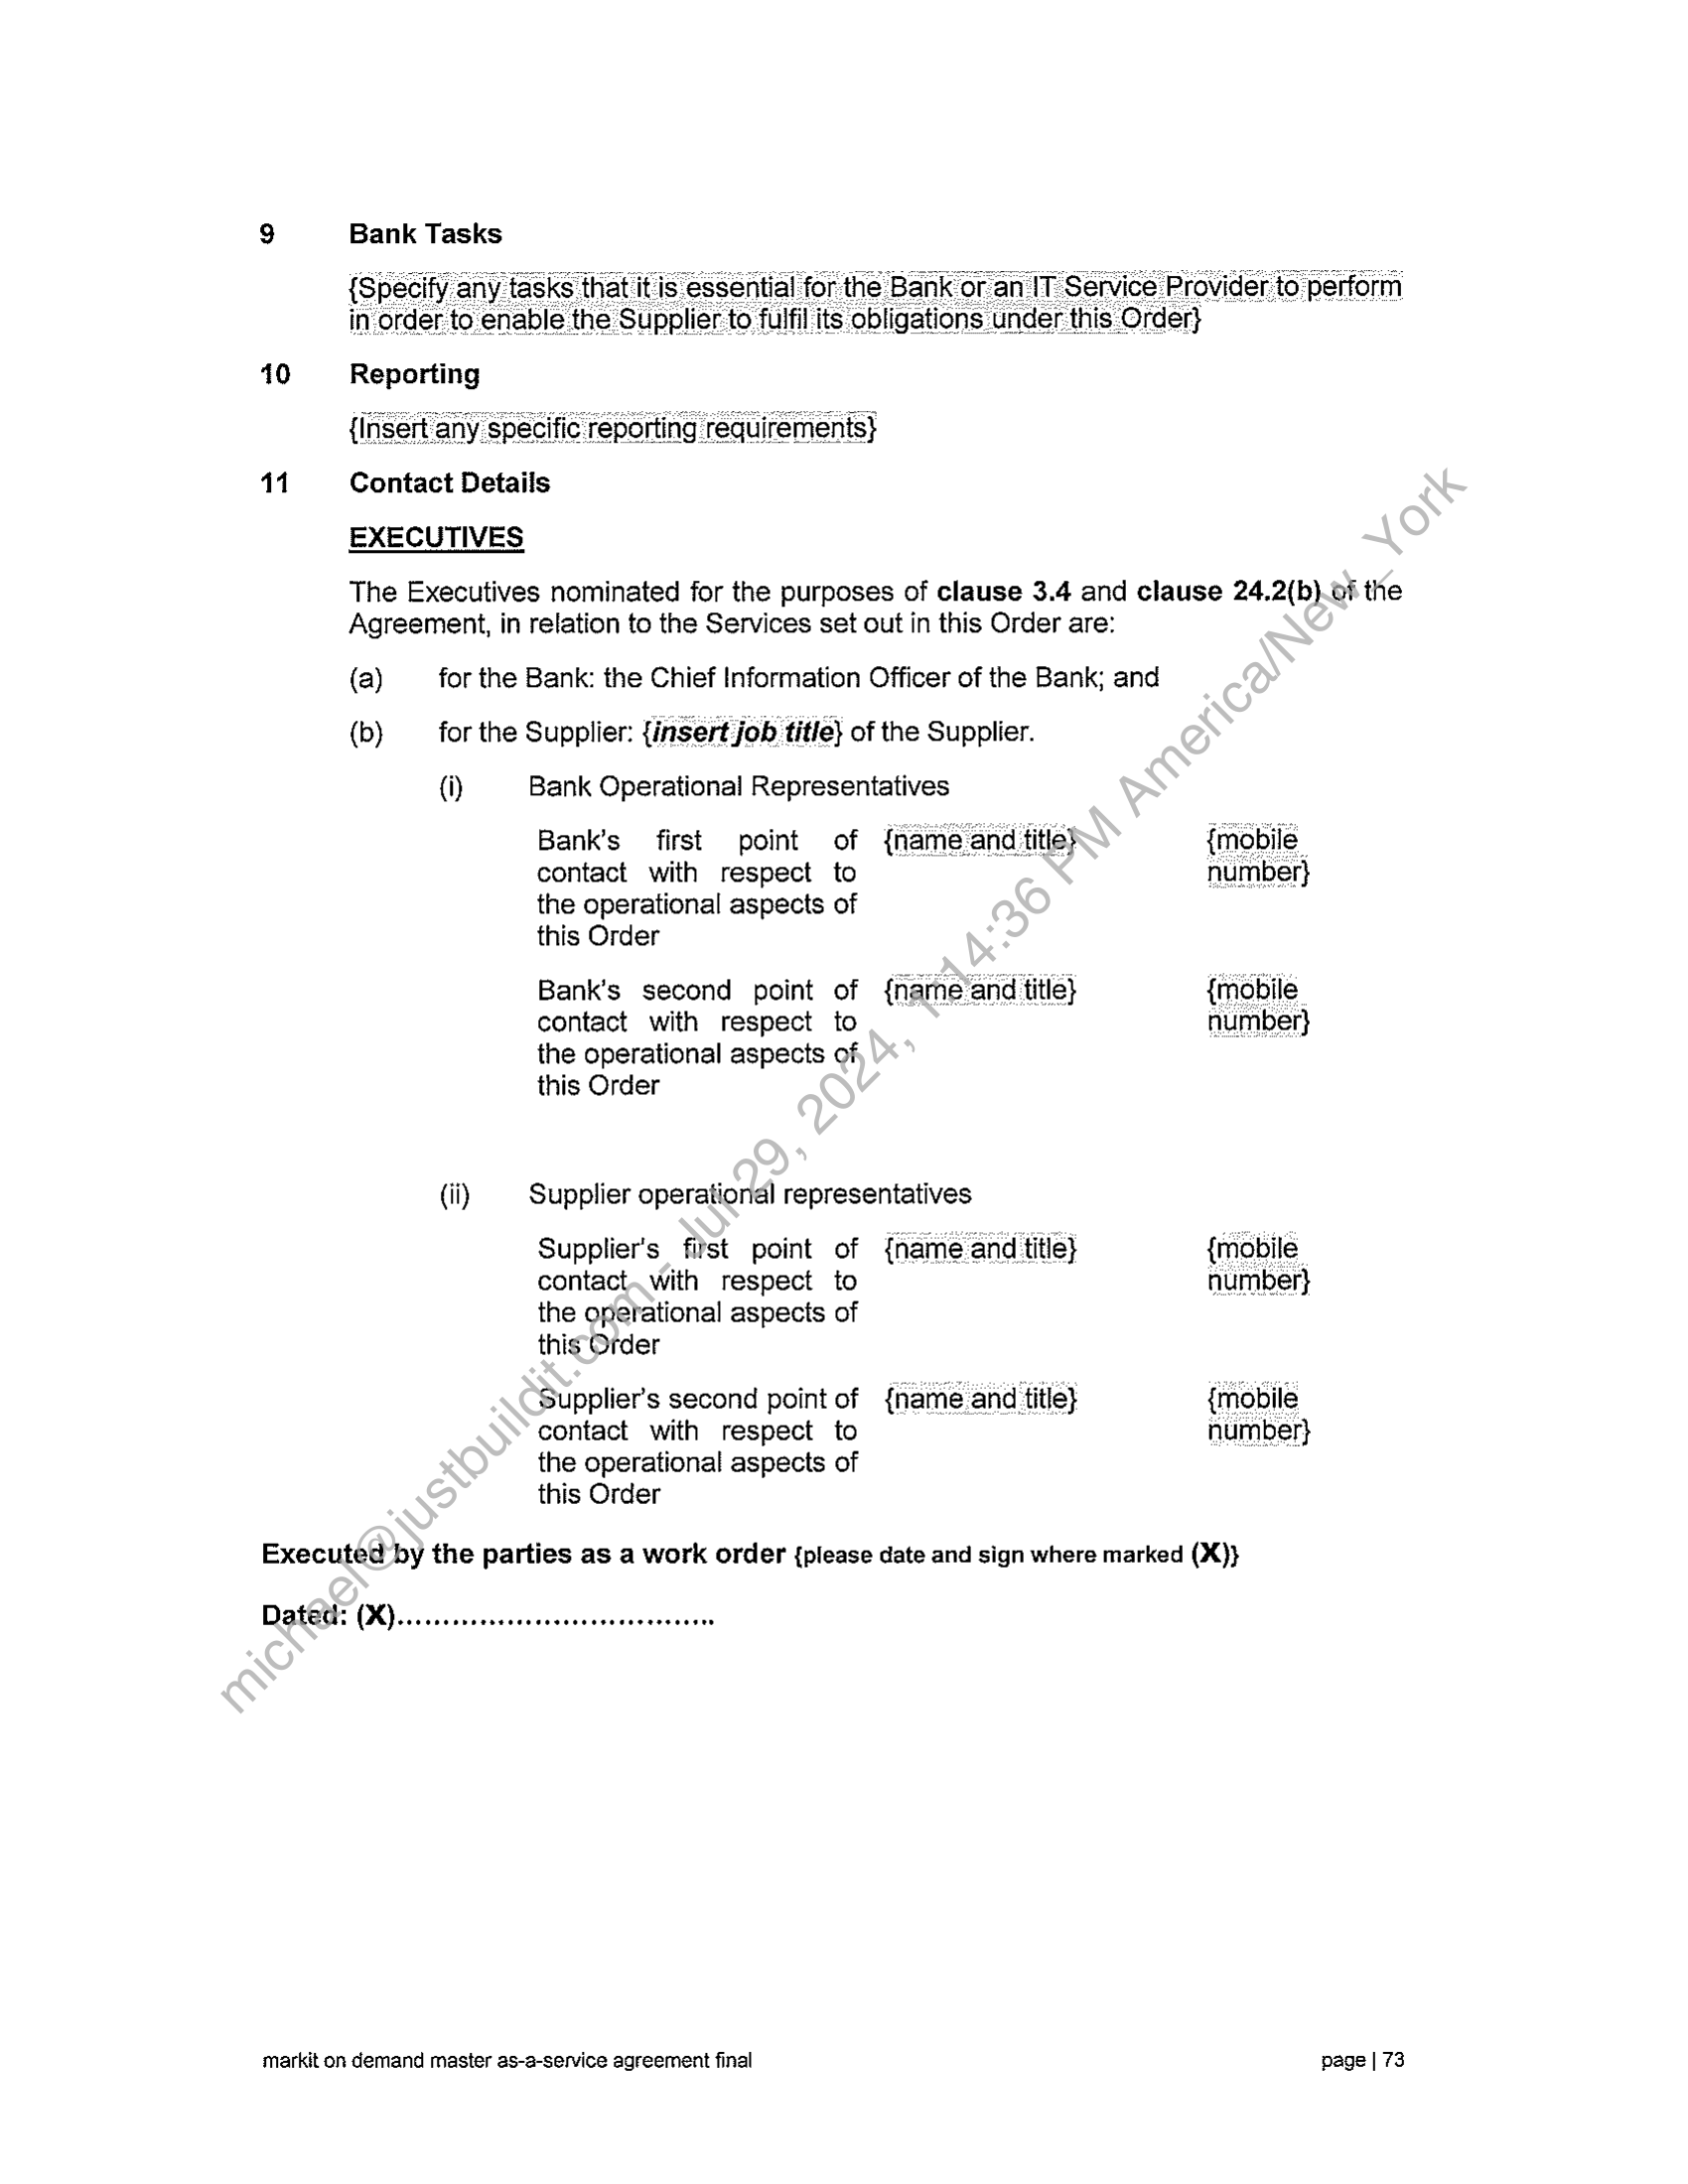 9 Bank Tasks
{Specify any tasks that it is essential for the Bank or an IT Service Provider to perform
in order to enable the Supplier to fulfil its obligations under this Order}
10 Reporting
{Insert any specific reporting requirements}
11 Contact Details
EXECUTIVES
The Executives nominated for the purposes of clause 3.4 and clause 24.2(b) of the
Agreement, in relation to the Services set out in this Order are:
(a) for the Bank: the Chief Information Officer of the Bank; and
(b) for the Supplier: {insert job title} of the Supplier.
(i) Bank Operational Representatives
Bank's first point of {name and title} {mobile
contact with respect to number}
the operational aspects of
this Order
Bank's second point of {name and title} {mobile
contact with respect to number}
the operational aspects of
this Order
(ii) Supplier operational representatives
Supplier's first point of {name and title} {mobile
contact with respect to number}
the operational aspects of
this Order
Supplier's second point of {name and title} {mobile
contact with respect to number}
the operational aspects of
this Order
Executed by the parties as a work order {please date and sign where marked (X)}
Dated: (X)......................................
markit on demand master as-a-service agreement final page | 73
michael@justbuildit.com - Jul 29, 2024, 1:14:36 PM America/New_York